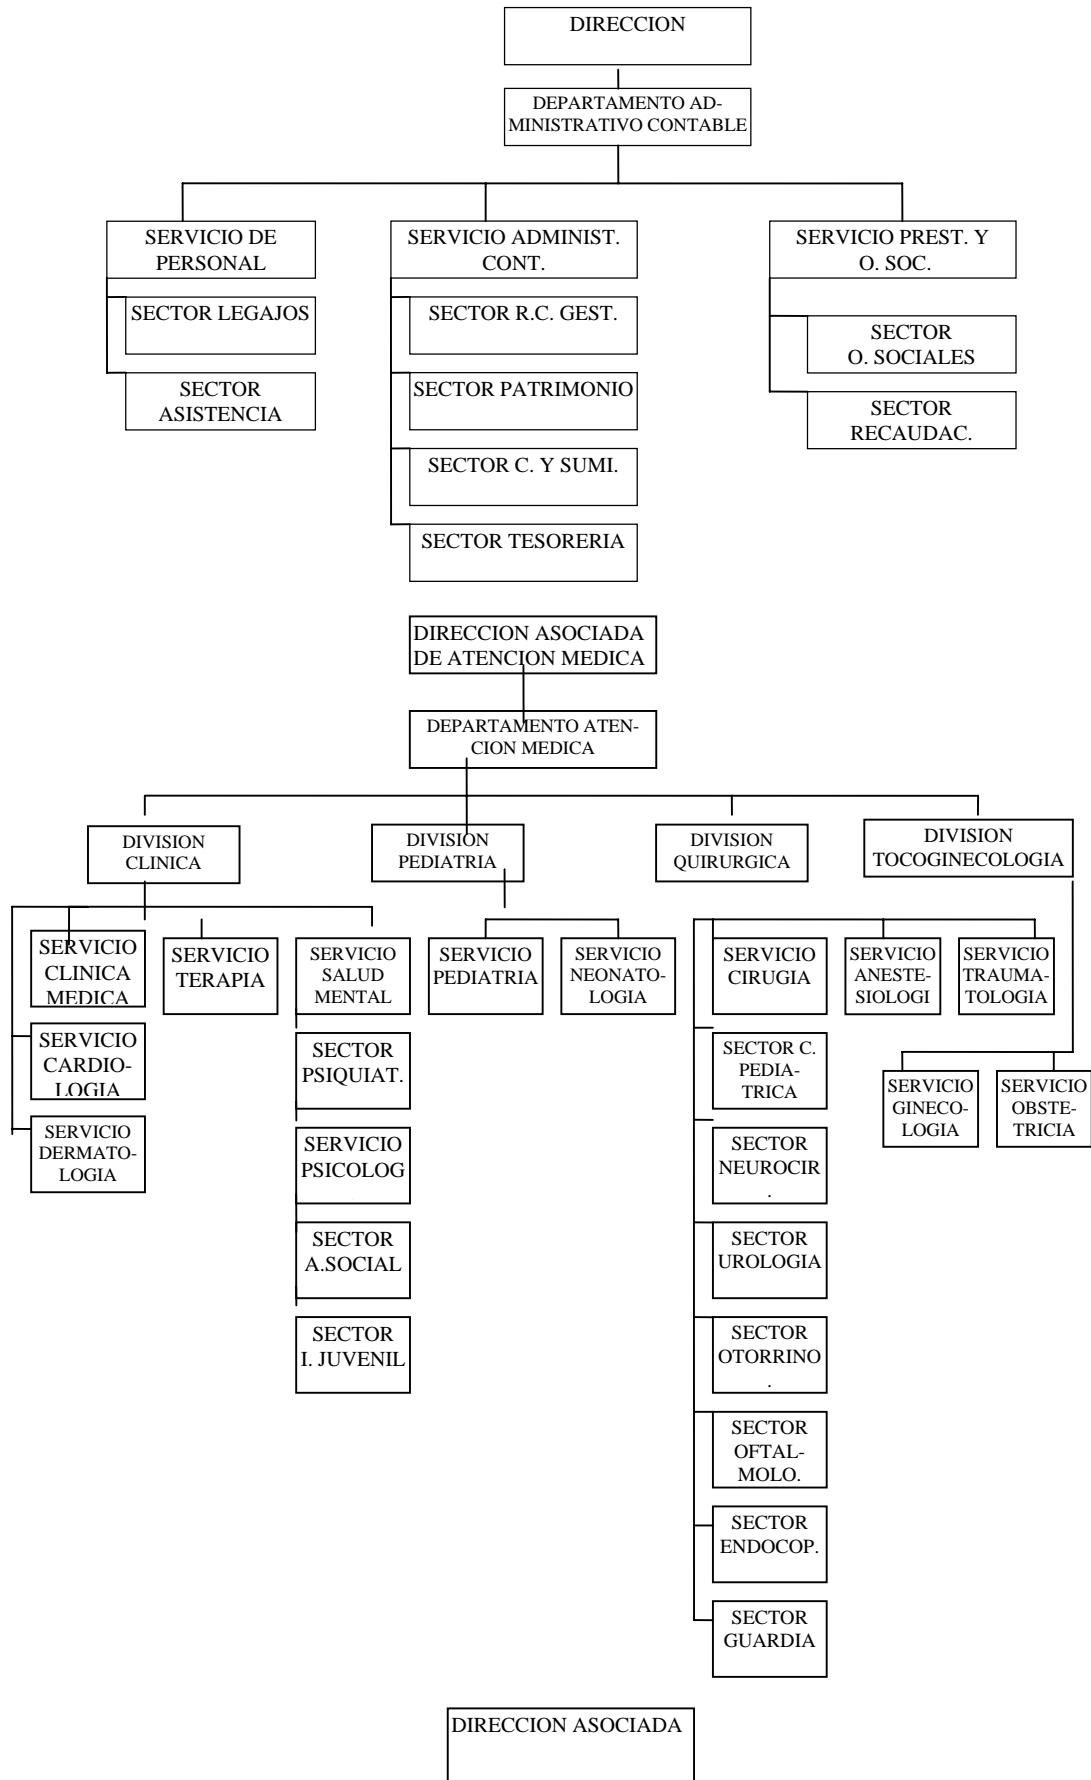 DIRECCION
DEPARTAMENTO AD-
MINISTRATIVO CONTABLE
SERVICIO DE
PERSONAL
SERVICIO ADMINIST.
CONT.
SERVICIO PREST. Y
O. SOC.
SECTOR LEGAJOS
SECTOR
ASISTENCIA
SECTOR R.C. GEST.
SECTOR PATRIMONIO
SECTOR C. Y SUMI.
SECTOR TESORERIA
SECTOR
O. SOCIALES
SECTOR
RECAUDAC.
DIRECCION ASOCIADA
DE ATENCION MEDICA
DEPARTAMENTO ATEN-
CION MEDICA
DIVISION
CLINICA
DIVISION
PEDIATRIA
DIVISION
QUIRURGICA
DIVISION
TOCOGINECOLOGIA
SERVICIO
CLINICA
MEDICA
SERVICIO
TERAPIA
SERVICIO
SALUD
MENTAL
SERVICIO
PEDIATRIA
SERVICIO
NEONATO-
LOGIA
SERVICIO
CIRUGIA
SERVICIO
ANESTE-
SIOLOGI
SERVICIO
TRAUMA-
TOLOGIA
SERVICIO
CARDIO-
LOGIA
SERVICIO
DERMATO-
LOGIA
SECTOR
PSIQUIAT.
SERVICIO
PSICOLOG
SECTOR
A.SOCIAL
SECTOR
I. JUVENIL
SECTOR C.
PEDIA-
TRICA
SECTOR
NEUROCIR
.
SECTOR
UROLOGIA
SECTOR
OTORRINO
.
SECTOR
OFTAL-
MOLO.
SECTOR
ENDOCOP.
SECTOR
GUARDIA
SERVICIO
GINECO-
LOGIA
SERVICIO
OBSTE-
TRICIA
DIRECCION ASOCIADA